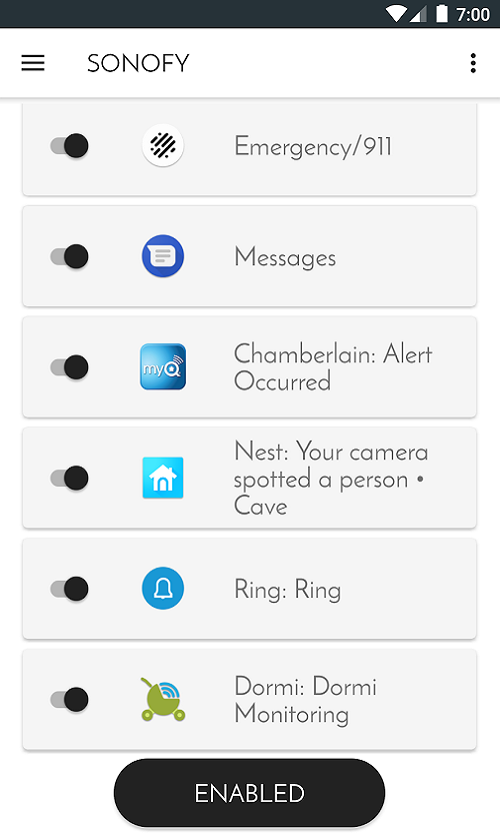 7:00
SONOFY
Emergency/911
Messages
myQ
Chamberlain: Alert
Occurred
Nest: Your camera
spotted a person •
Cave
Ring: Ring
Dormi: Dormi
Monitoring
ENABLED